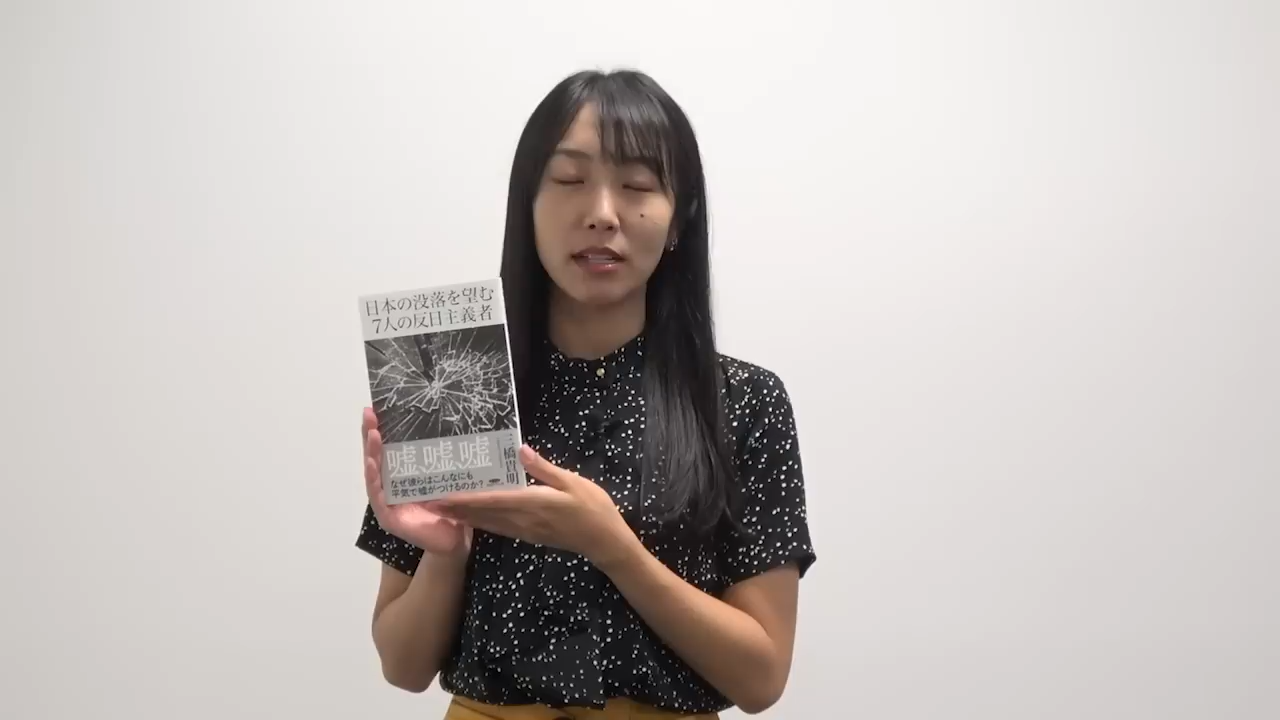 日本の没落を望む
7人の反日主義者
嘘、嘘、嘘
なぜ彼らはこんなにも
平気で嘘がつけるのか?
三橋貴明